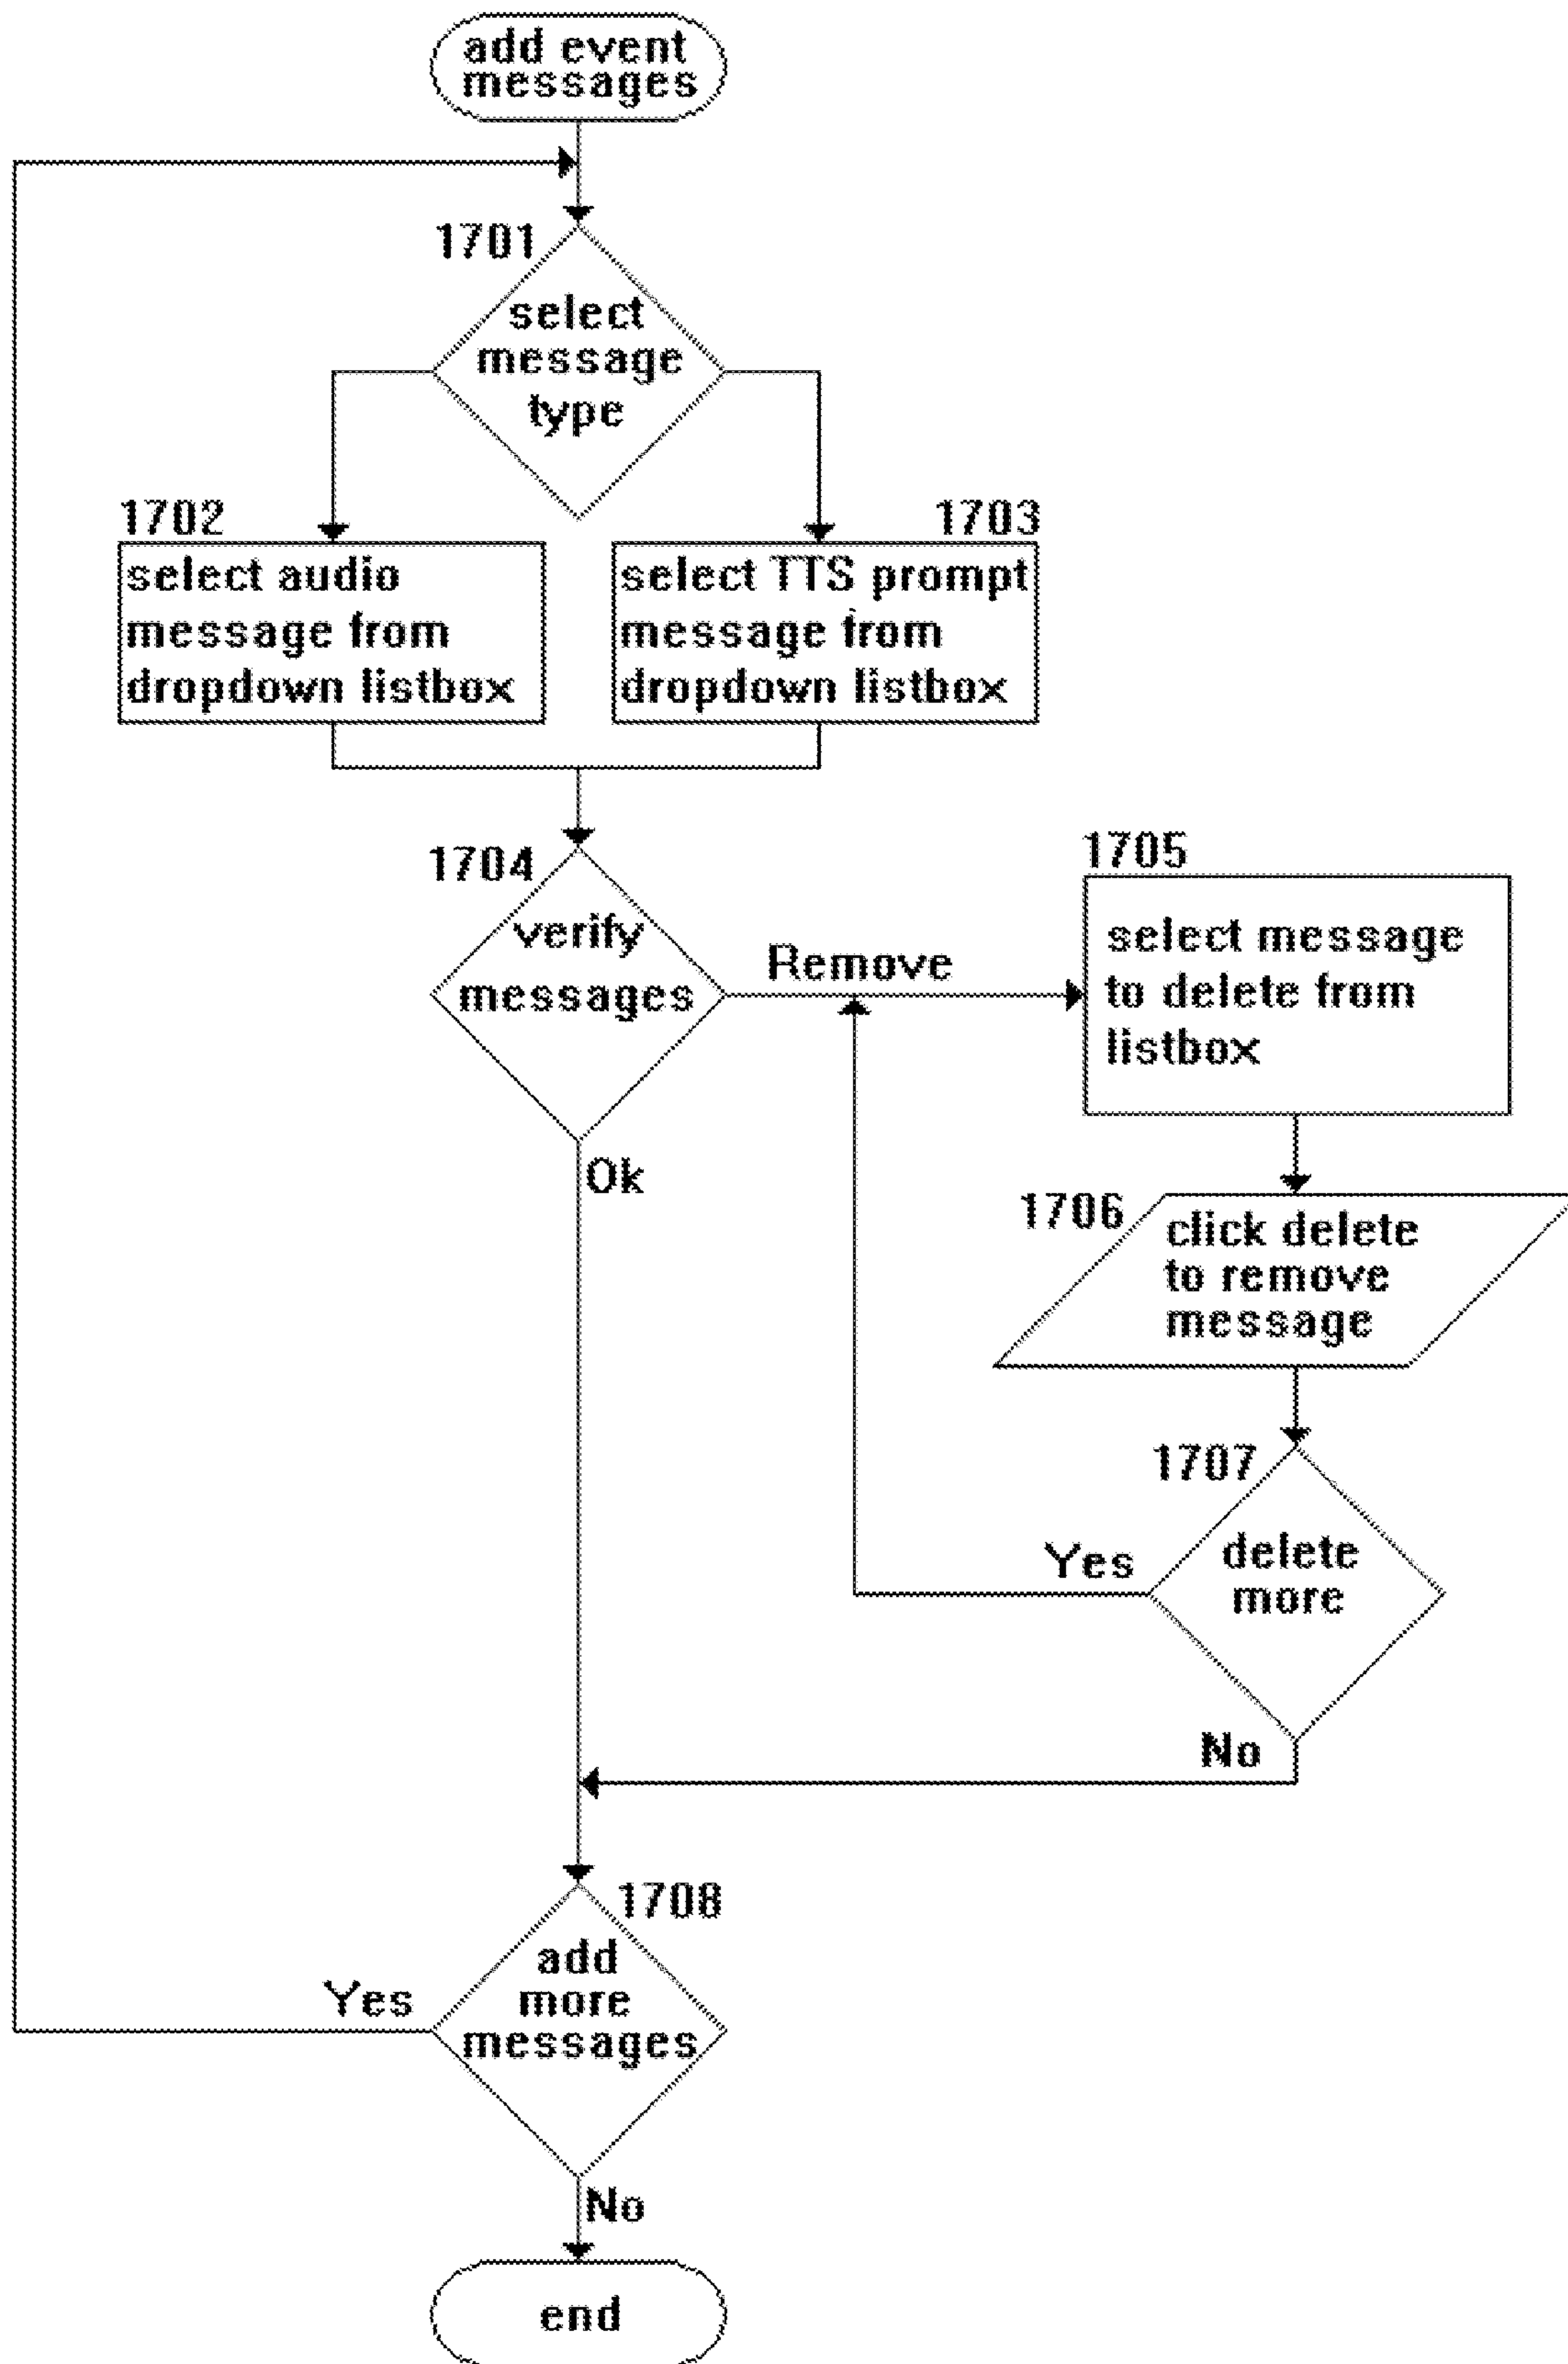 add event
messages
1701
select
message
type
1702
select audio
message from
dropdown listbox
1703
select TTS prompt
message from
dropdown listbox
1704
verify
messages
Remove
Ok
1705
select message
to delete from
listbox
1706
click delete
to remove
message
1707
delete
more
Yes
No
1708
add
more
messages
Yes
No
end